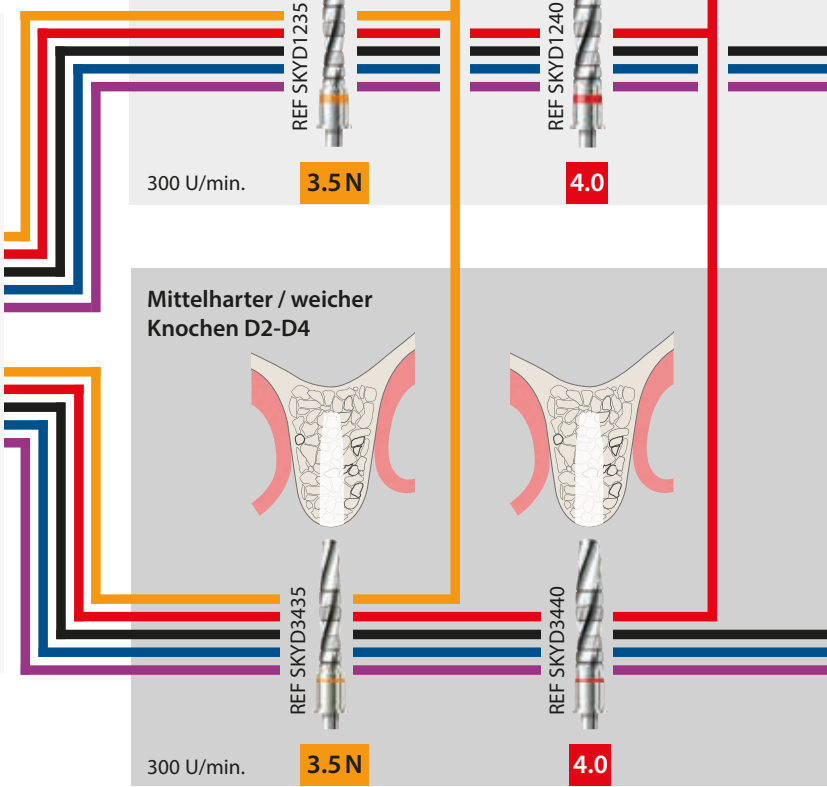 REF SKYD1235
REF SKYD1240
300 U/min.
3.5 N
4.0
Mittelharter / weicher
Knochen D2-D4
REF SKYD3435
REF SKYD3440
300 U/min.
3.5 N
4.0